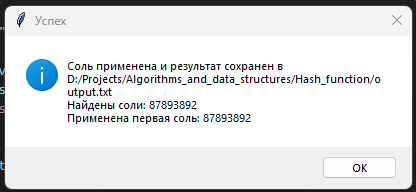 Успех
Соль применена и результат сохранен в
D:/Projects/Algorithms_and_data_structures/Hash_function/o
utput.txt
Найдены соли: 87893892
Применена первая соль: 87893892
OK